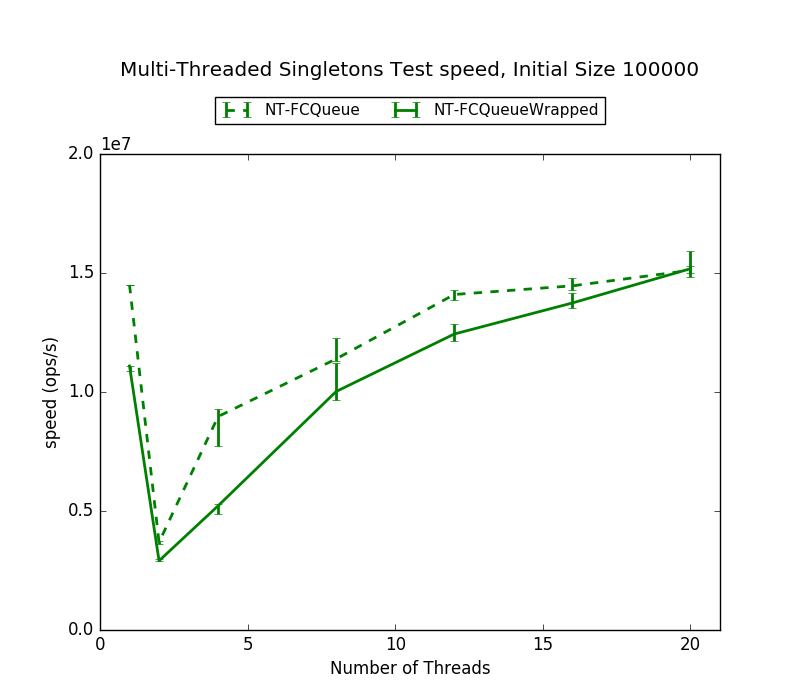 Multi-Threaded Singletons Test speed, Initial Size 100000
NT-FCQueue NT-FCQueueWrapped
1e7
2.0
1.5
1.0
0.5
0.0
speed (ops/s)
0 5 10 15 20
Number of Threads